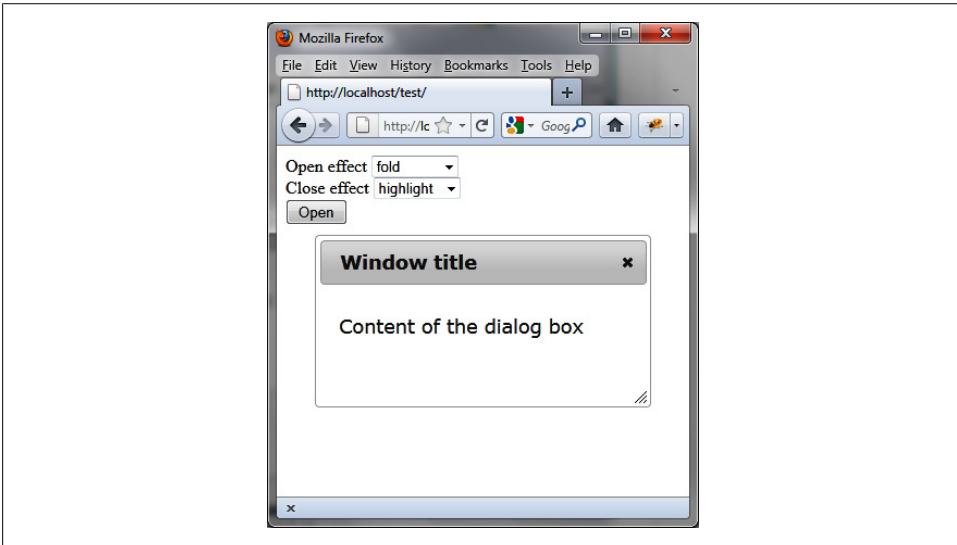 Mozilla Firefox
File Edit View History Bookmarks Tools Help
http://localhost/test/
http://lc Goog
Open effect fold
Close effect highlight
Open
Window title
Content of the dialog box
x